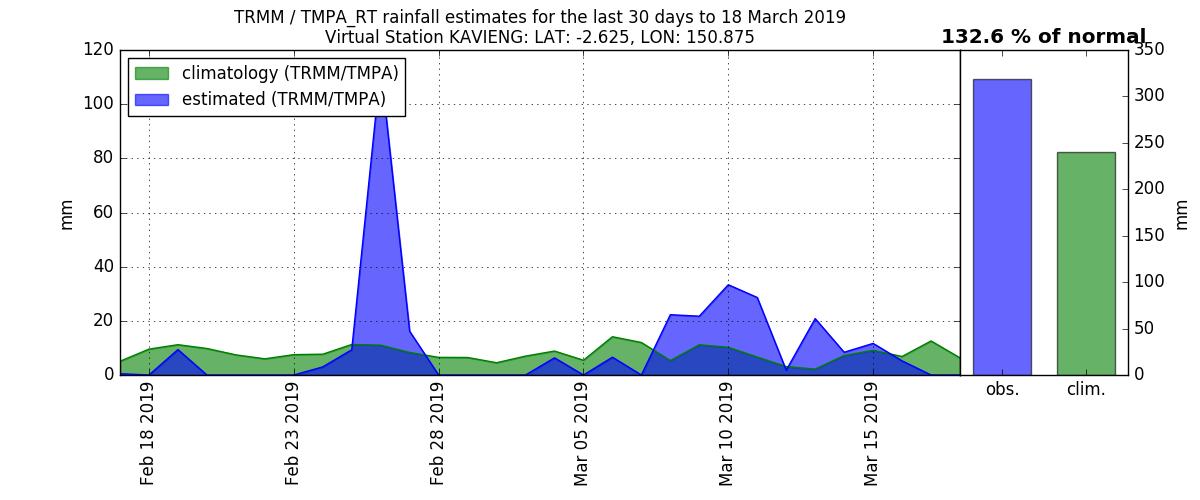 TRMM / TMPA_RT rainfall estimates for the last 30 days to 18 March 2019
Virtual Station KAVIENG: LAT: -2.625, LON: 150.875
132.6 % of normal
climatology (TRMM/TMPA)
estimated (TRMM/TMPA)
120
100
80
60
40
20
0
mm
Feb 18 2019
Feb 23 2019
Feb 28 2019
Mar 05 2019
Mar 10 2019
Mar 15 2019
350
300
250
200
150
100
50
0
mm
obs.
clim.